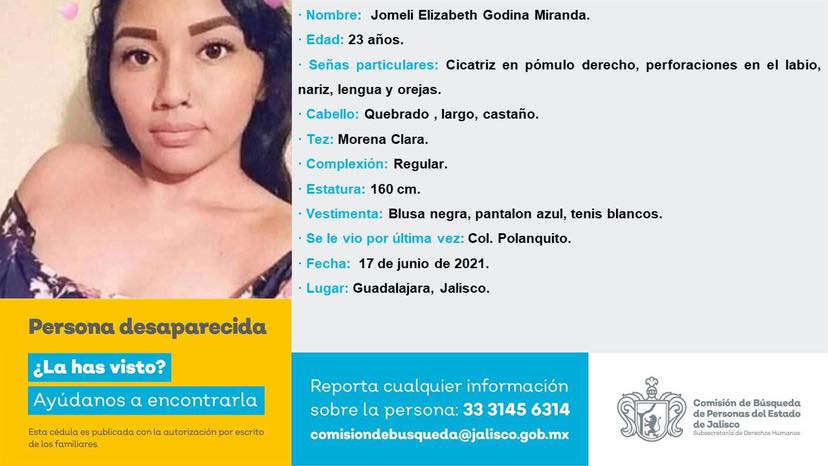 · Nombre: Jomeli Elizabeth Godina Miranda.
· Edad: 23 años.
· Señas particulares: Cicatriz en pómulo derecho, perforaciones en el labio,
nariz, lengua y orejas.
· Cabello: Quebrado , largo, castaño.
· Tez: Morena Clara.
· Complexión: Regular.
· Estatura: 160 cm.
· Vestimenta: Blusa negra, pantalon azul, tenis blancos.
· Se le vio por última vez: Col. Polanquito.
· Fecha: 17 de junio de 2021.
· Lugar: Guadalajara, Jalisco.
Persona desaparecida
¿La has visto?
Ayúdanos a encontrarla
Esta cédula es publicada con la autorización por escrito
de los familiares.
Reporta cualquier información
sobre la persona: 33 3145 6314
comisiondebusqueda@jalisco.gob.mx
Comisión de Búsqueda
de Personas del Estado
de Jalisco
Subsecretaría de Derechos Humanos